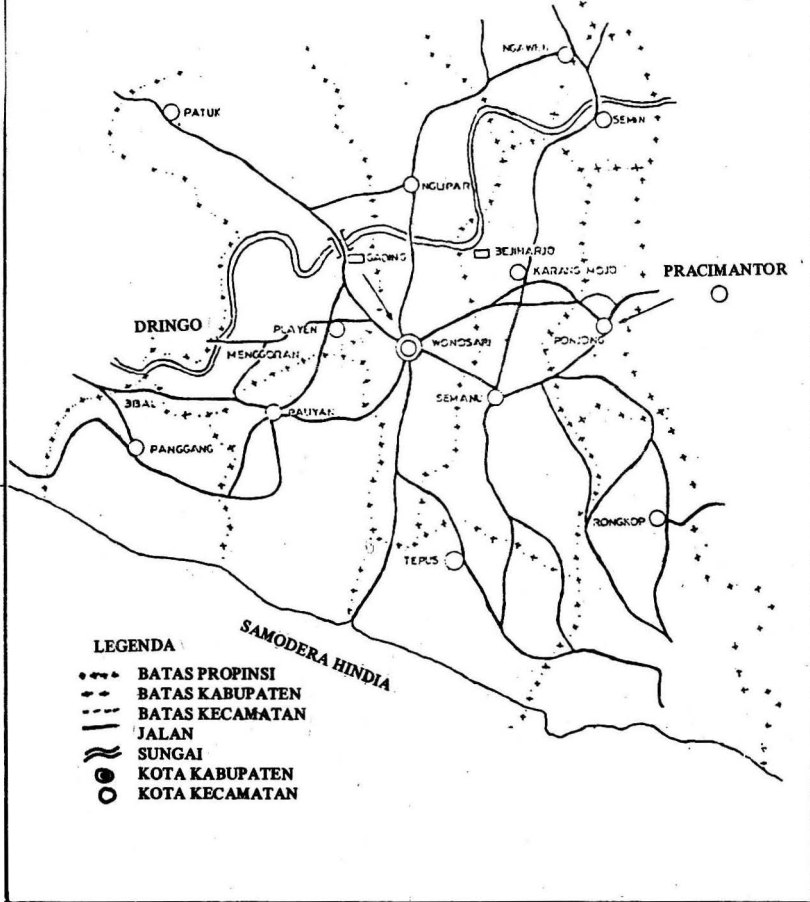 NGAWEN
PATUK
SEMIN
NGLIPAR
GADING
BEJIHARJO
KARANG MOJO
PRACIMANTOR
DRINGO
PLAYEN
WONOSARI
PONJONG
MENGGORAN
BIBAL
PALIYAN
SEMANU
PANGGANG
RONGKOP
TEPUS
SAMODERA HINDIA
LEGENDA
BATAS PROPINSI
BATAS KABUPATEN
BATAS KECAMATAN
JALAN
SUNGAI
KOTA KABUPATEN
KOTA KECAMATAN